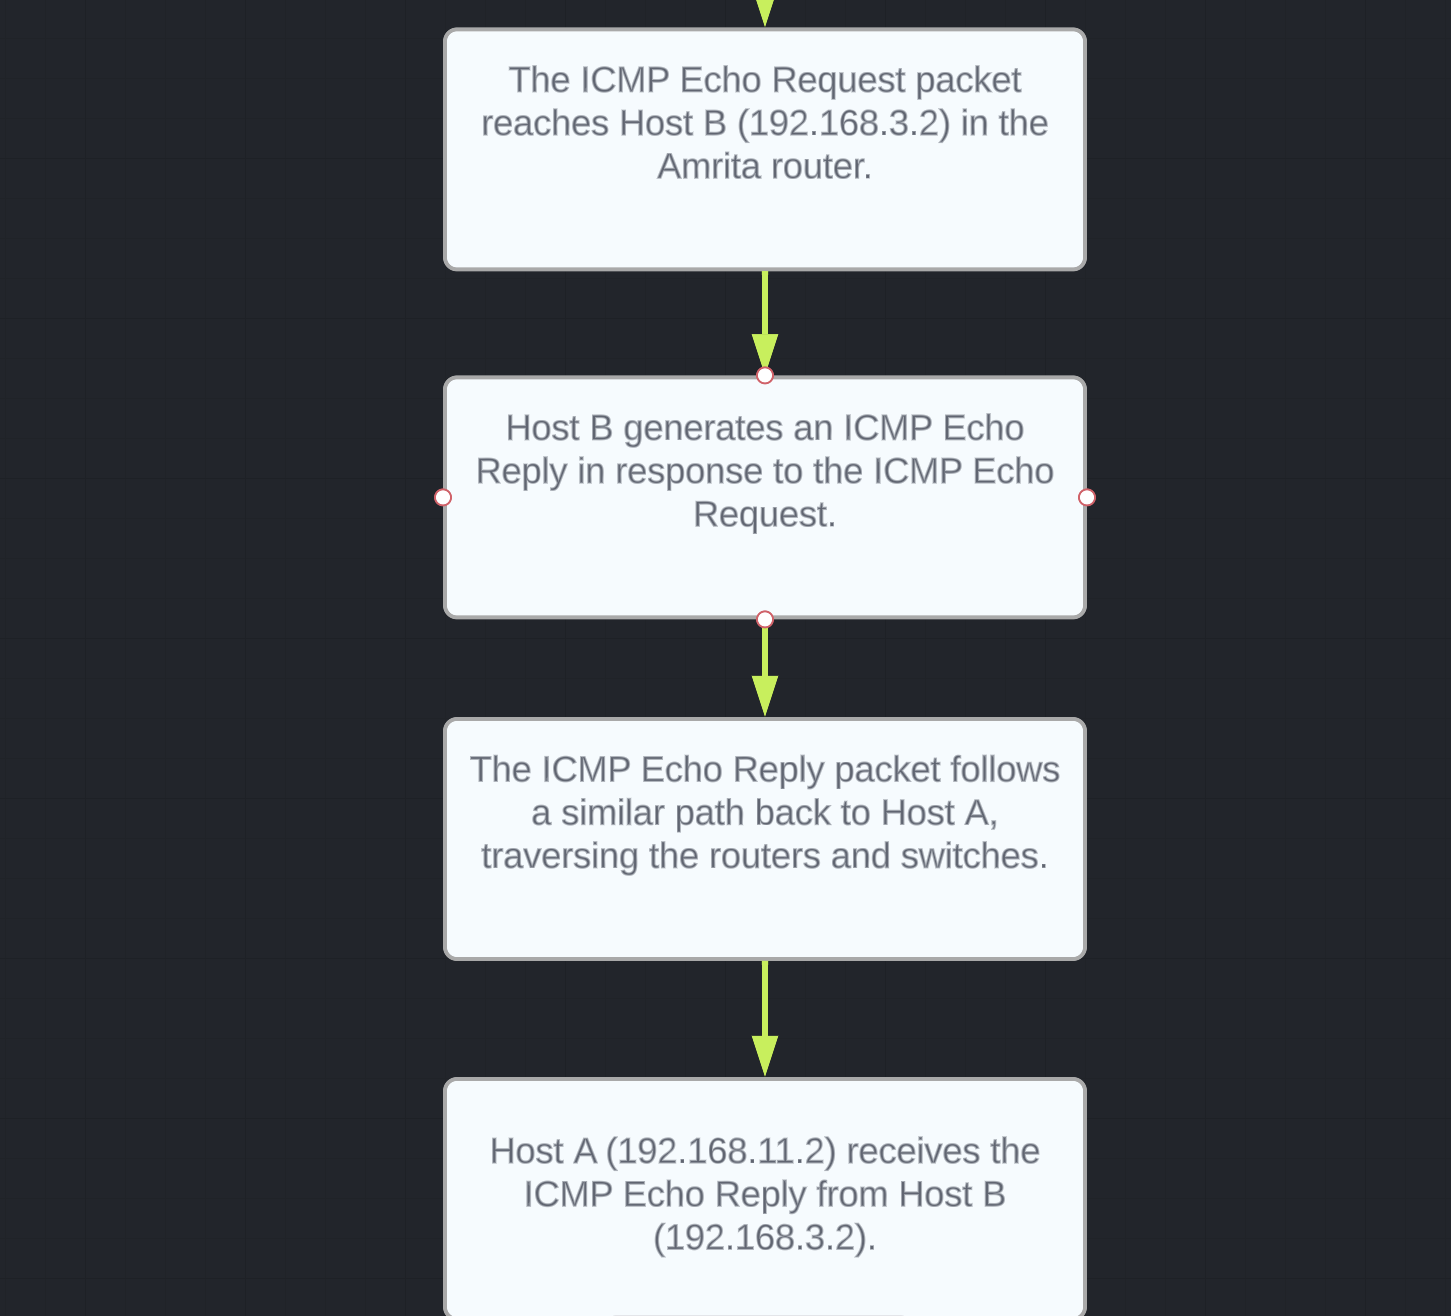 The ICMP Echo Request packet
reaches Host B (192.168.3.2) in the
Amrita router.
Host B generates an ICMP Echo
Reply in response to the ICMP Echo
Request.
The ICMP Echo Reply packet follows
a similar path back to Host A,
traversing the routers and switches.
Host A (192.168.11.2) receives the
ICMP Echo Reply from Host B
(192.168.3.2).